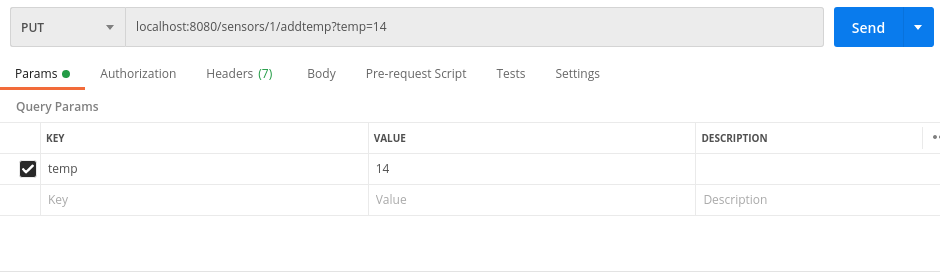 PUT localhost:8080/sensors/1/addtemp?temp=14 Send
Params Authorization Headers (7) Body Pre-request Script Tests Settings
Query Params
KEY VALUE DESCRIPTION
temp 14
Key Value Description